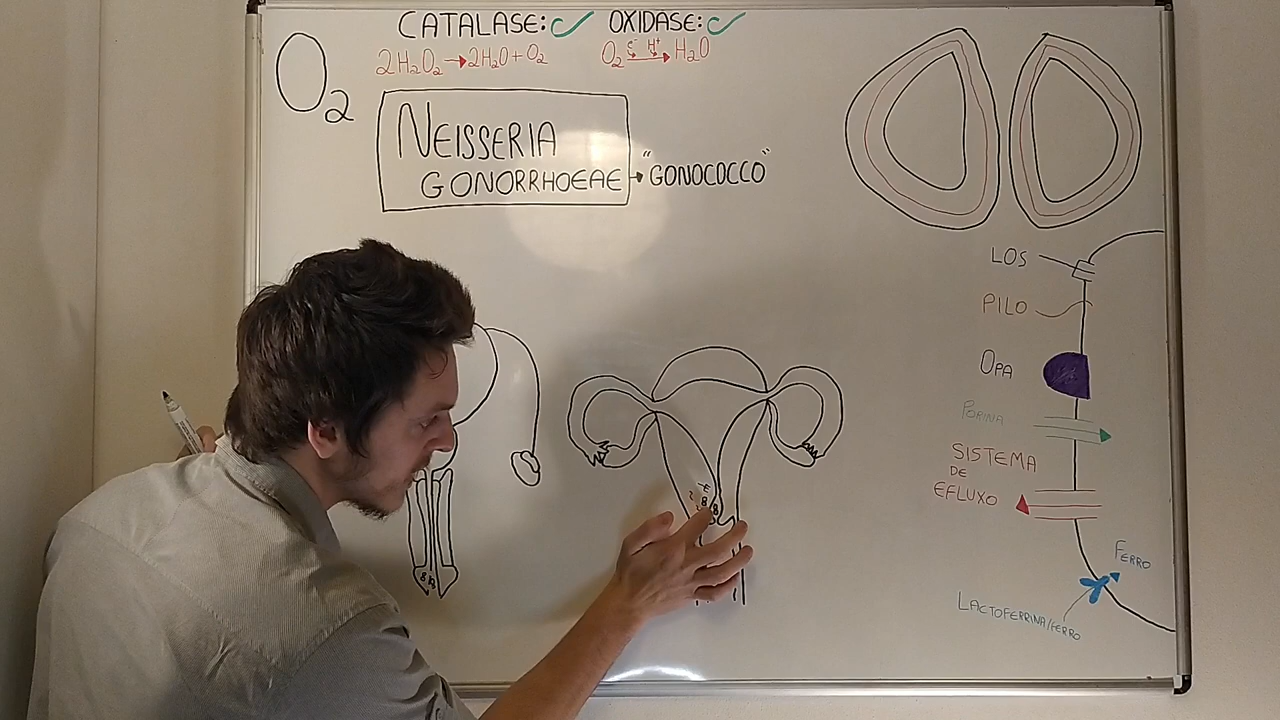 CATALASE: ✓ OXIDASE: ✓
2H₂O₂ → 2H₂O + O₂
O₂ e⁻ H⁺ → H₂O
O₂
NEISSERIA
GONORRHOEAE → "GONOCOCCO"
LOS
PILO
OPA
PORINA
SISTEMA
DE
EFLUXO
FERRO
LACTOFERRINA/FERRO